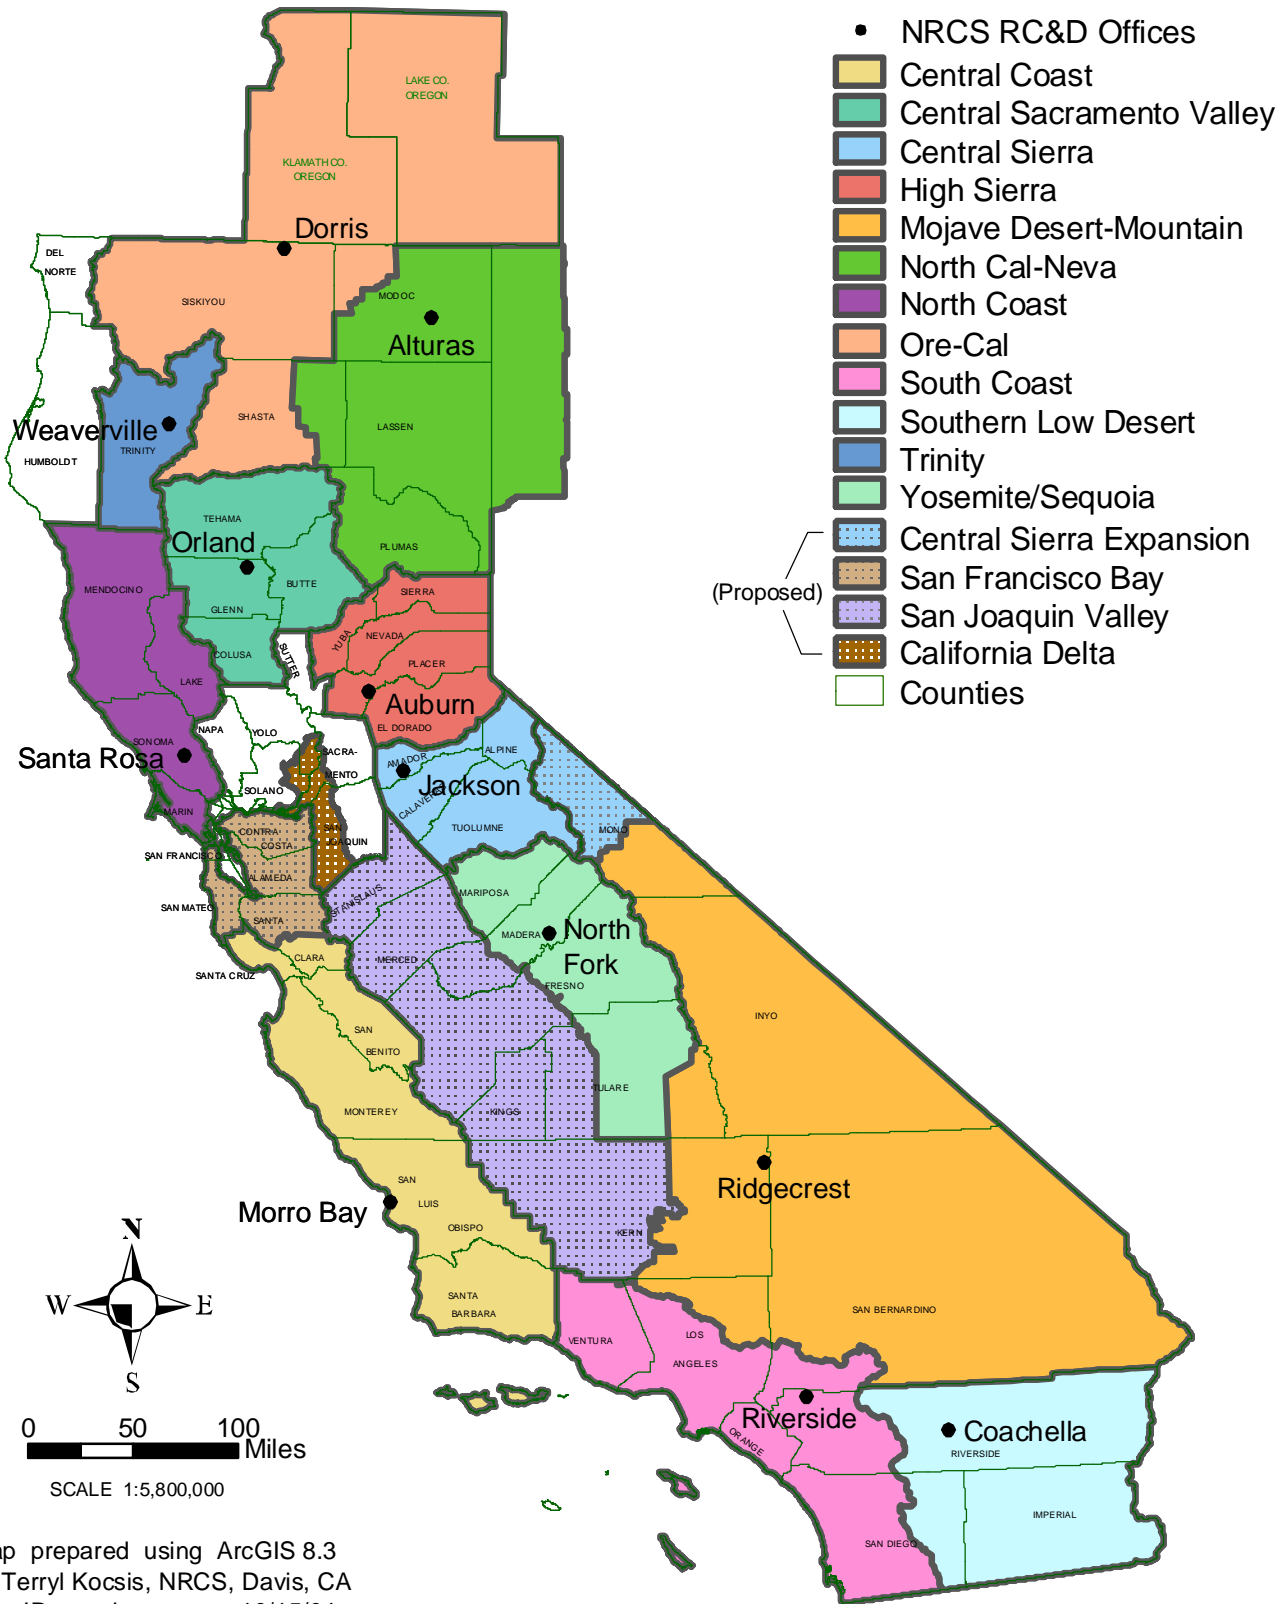 NRCS RC&D Offices
Central Coast
Central Sacramento Valley
Central Sierra
High Sierra
Mojave Desert-Mountain
North Cal-Neva
North Coast
Ore-Cal
South Coast
Southern Low Desert
Trinity
Yosemite/Sequoia
(Proposed)
Central Sierra Expansion
San Francisco Bay
San Joaquin Valley
California Delta
Counties
LAKE CO.
OREGON
KLAMATH CO.
OREGON
Dorris
DEL
NORTE
SISKIYOU
MODOC
Alturas
SHASTA
LASSEN
Weaverville
TRINITY
HUMBOLDT
TEHAMA
Orland
PLUMAS
BUTTE
MENDOCINO
GLENN
SIERRA
YUBA
NEVADA
COLUSA
SUTTER
PLACER
LAKE
Auburn
EL DORADO
NAPA
YOLO
SONOMA
Santa Rosa
SACRA-
MENTO
ALPINE
AMADOR
Jackson
SOLANO
CALAVERAS
MARIN
TUOLUMNE
MONO
CONTRA
COSTA
SAN
JOAQUIN
SAN FRANCISCO
ALAMEDA
STANISLAUS
MARIPOSA
SAN MATEO
SANTA
CLARA
MADERA
North
Fork
MERCED
SANTA CRUZ
FRESNO
INYO
SAN
BENITO
TULARE
MONTEREY
KINGS
Ridgecrest
SAN
LUIS
OBISPO
Morro Bay
KERN
SANTA
BARBARA
SAN BERNARDINO
VENTURA
LOS
ANGELES
Riverside
ORANGE
Coachella
RIVERSIDE
IMPERIAL
SAN DIEGO
N
W
E
S
0 50 100
Miles
SCALE 1:5,800,000
prepared using ArcGIS 8.3
Terryl Kocsis, NRCS, Davis, CA